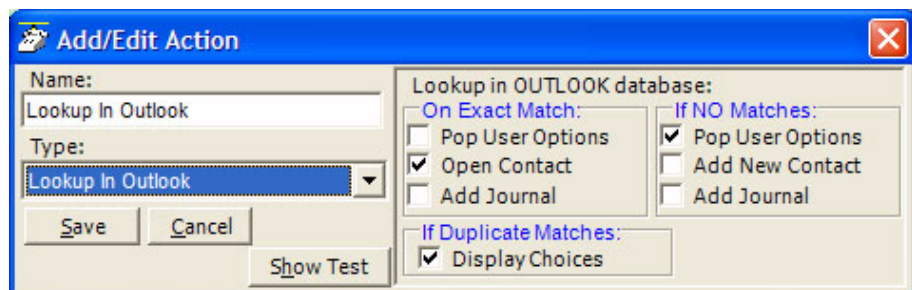 Add/Edit Action
Name:
Lookup In Outlook
Type:
Lookup In Outlook
Save
Cancel
Show Test
Lookup in OUTLOOK database:
On Exact Match:
Pop User Options
Open Contact
Add Journal
If NO Matches:
Pop User Options
Add New Contact
Add Journal
If Duplicate Matches:
Display Choices